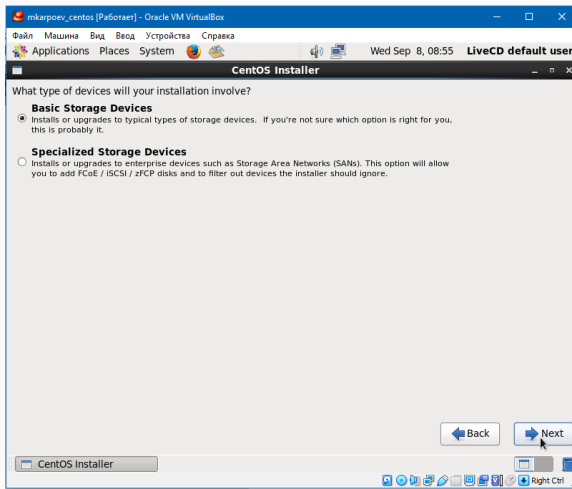 mkarpoev_centos [Работает] - Oracle VM VirtualBox
Файл Машина Вид Ввод Устройства Справка
Applications Places System Wed Sep 8, 08:55 LiveCD default user
CentOS Installer
What type of devices will your installation involve?
Basic Storage Devices
Installs or upgrades to typical types of storage devices. If you're not sure which option is right for you,
this is probably it.
Specialized Storage Devices
Installs or upgrades to enterprise devices such as Storage Area Networks (SANs). This option will allow
you to add FCoE / iSCSI / zFCP disks and to filter out devices the installer should ignore.
Back Next
CentOS Installer
Right Ctrl